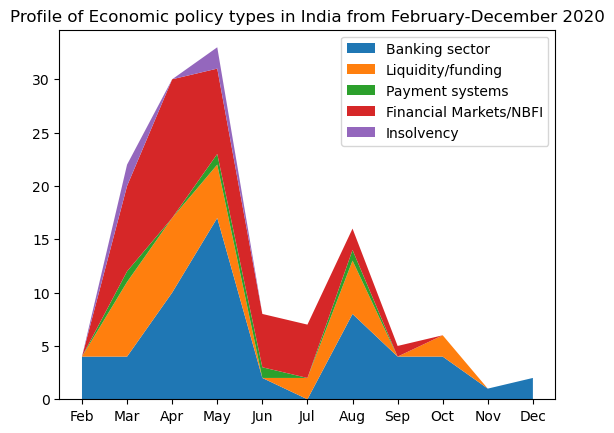 Profile of Economic policy types in India from February-December 2020
Banking sector
Liquidity/funding
Payment systems
Financial Markets/NBFI
Insolvency
30
25
20
15
10
5
0
Feb Mar Apr May Jun Jul Aug Sep Oct Nov Dec